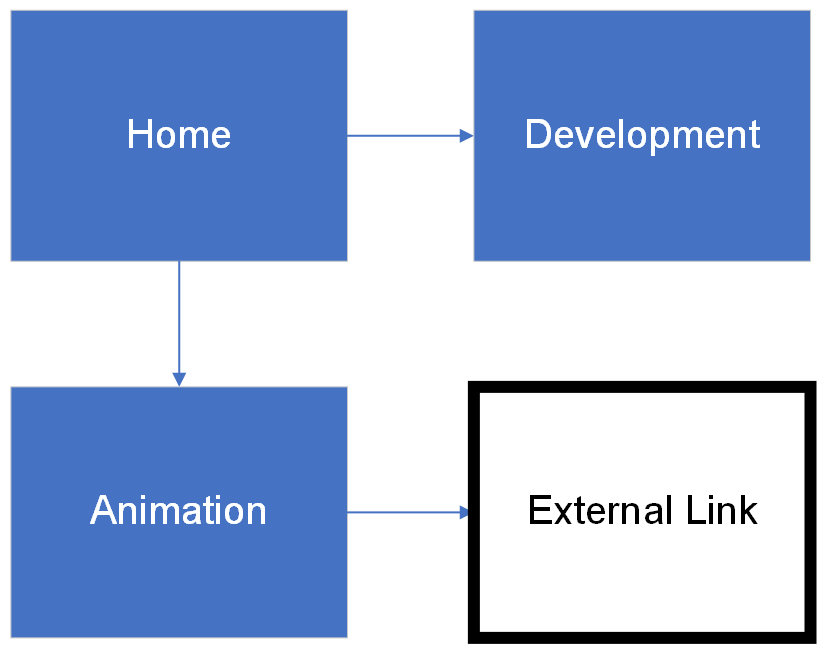 Home
Development
Animation
External Link